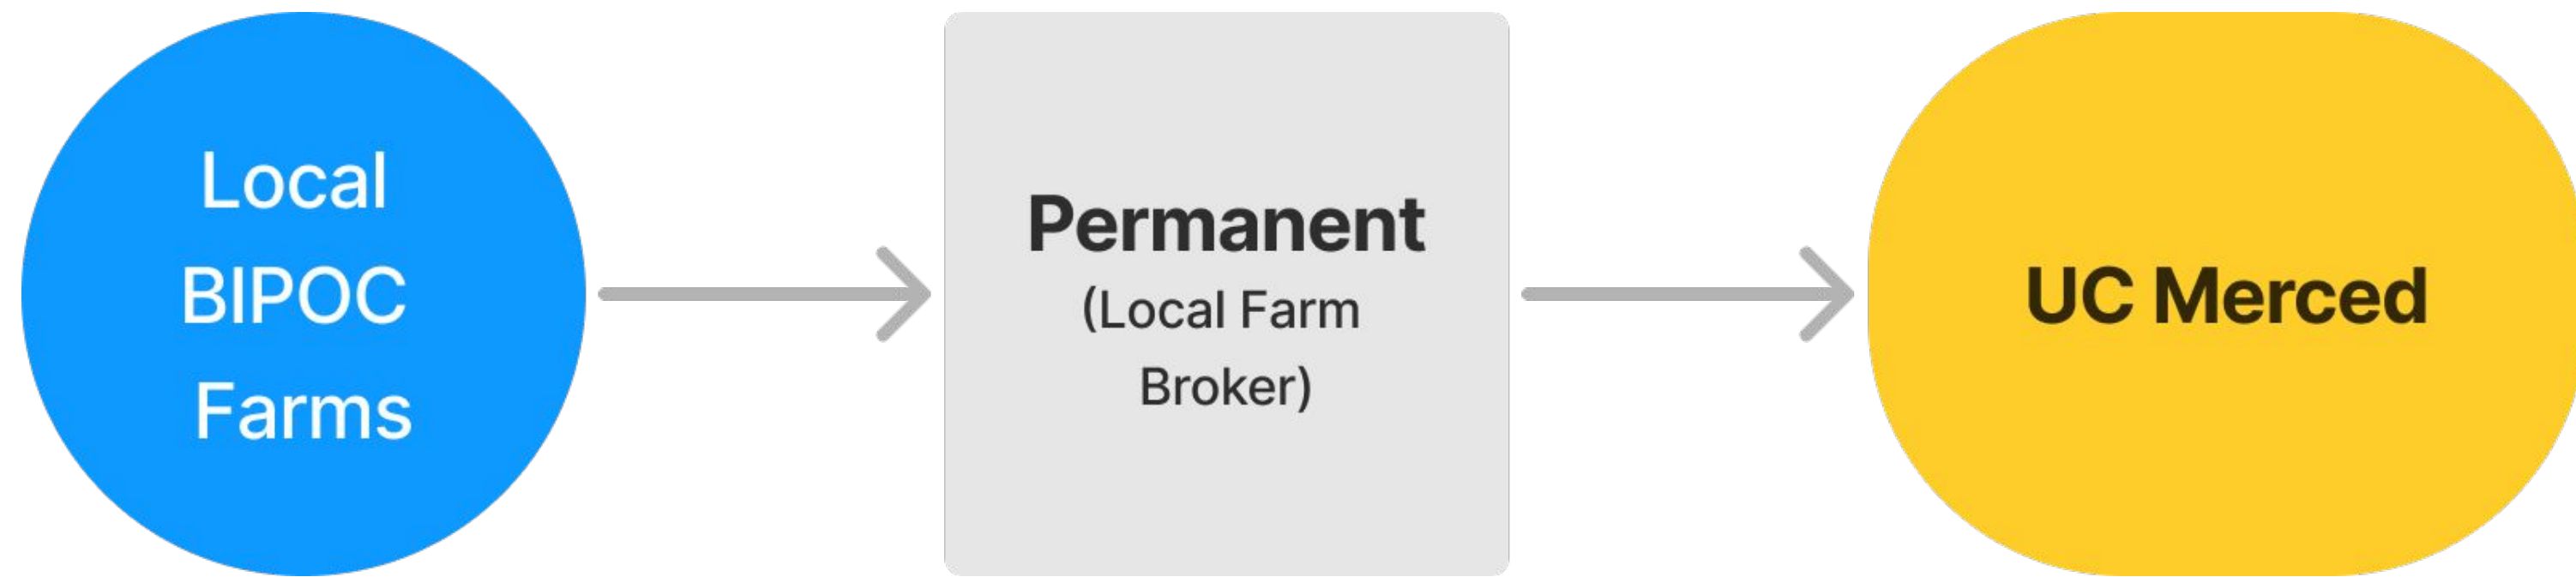 Local
BIPOC
Farms
Permanent
(Local Farm
Broker)
UC Merced